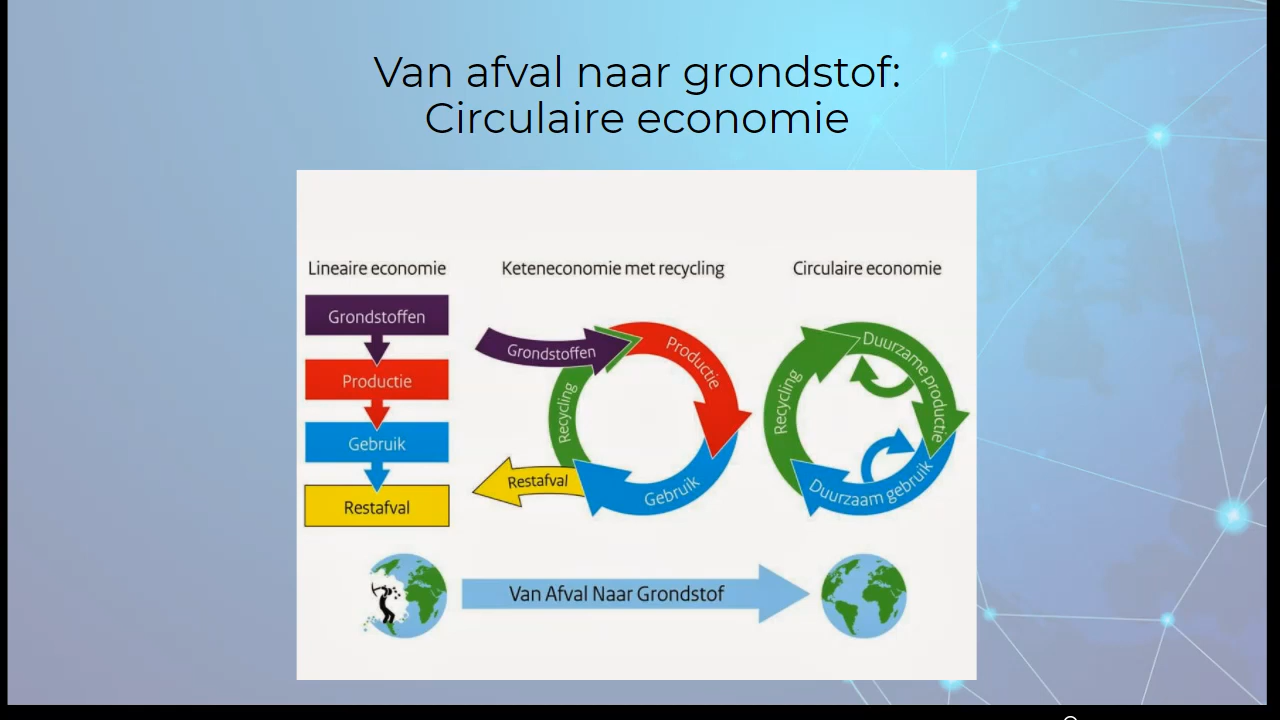 Van afval naar grondstof:
Circulaire economie
Lineaire economie
Grondstoffen
Productie
Gebruik
Restafval
Keteneconomie met recycling
Grondstoffen
Productie
Gebruik
Recycling
Restafval
Circulaire economie
Duurzame productie
Duurzaam gebruik
Recycling
Van Afval Naar Grondstof